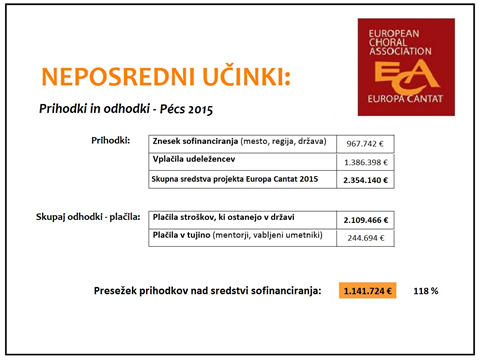 EUROPEAN
CHORAL
ASSOCIATION
ECA
EUROPA CANTAT
NEPOSREDNI UČINKI:
Prihodki in odhodki - Pécs 2015
Prihodki: Znesek sofinanciranja (mesto, regija, država) 967.742 €
Vplačila udeležencev 1.386.398 €
Skupna sredstva projekta Europa Cantat 2015 2.354.140 €
Skupaj odhodki - plačila: Plačila stroškov, ki ostanejo v državi 2.109.466 €
Plačila v tujino (mentorji, vabljeni umetniki) 244.694 €
Presežek prihodkov nad sredstvi sofinanciranja: 1.141.724 € 118 %